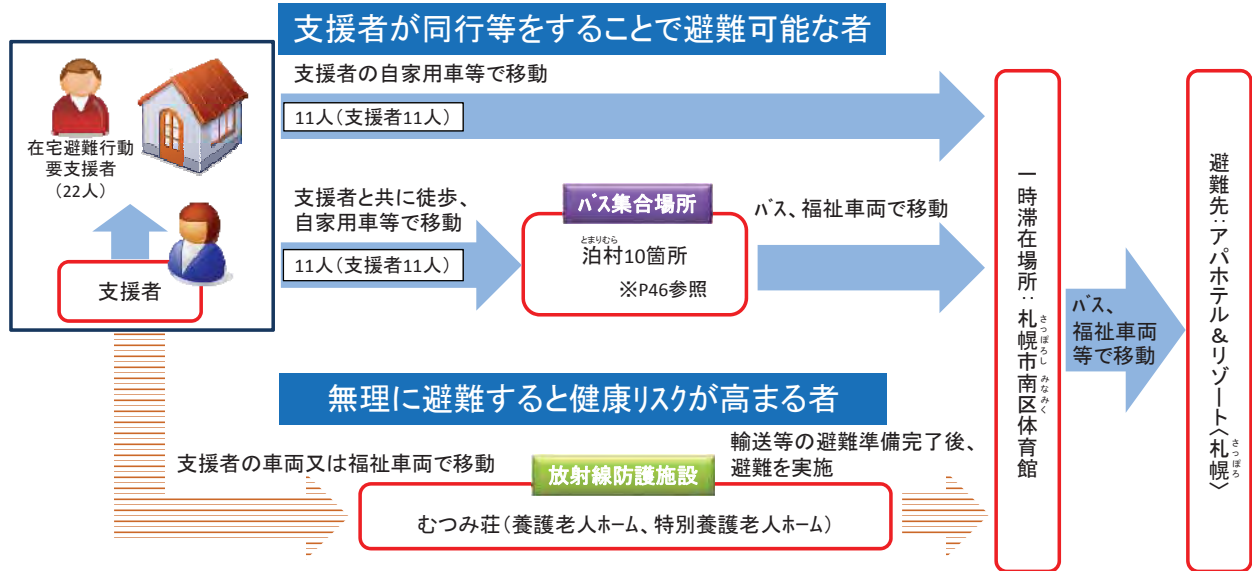 支援者が同行等をすることで避難可能な者
在宅避難行動
要支援者
(22人)
支援者
支援者の自家用車等で移動
11人(支援者11人)
支援者と共に徒歩、
自家用車等で移動
11人(支援者11人)
バス集合場所
とまりむら
泊村10箇所
※P46参照
バス、福祉車両で移動
無理に避難すると健康リスクが高まる者
支援者の車両又は福祉車両で移動
放射線防護施設
むつみ荘(養護老人ホーム、特別養護老人ホーム)
輸送等の避難準備完了後、
避難を実施
一時滞在場所:札幌市南区体育館
さっぽろし みなみく
バス、
福祉車両
等で移動
避難先:アパホテル&リゾート〈札幌〉
さっぽろ